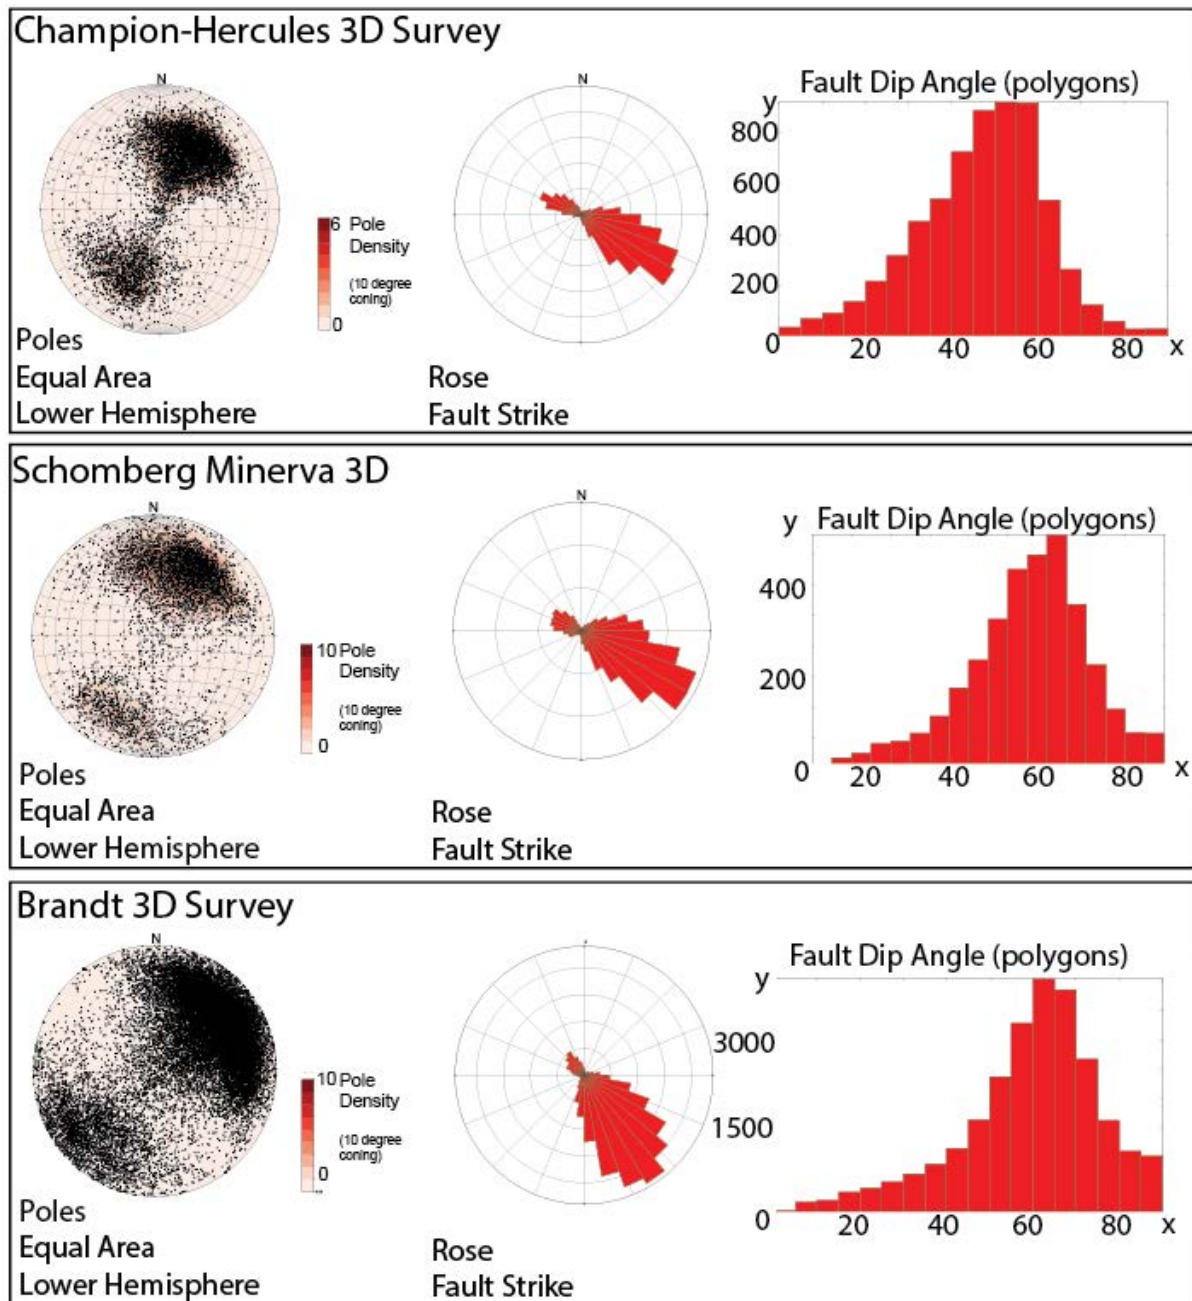 Champion-Hercules 3D Survey
N
6 Pole
Density
(10 degree
coning)
0
Poles
Equal Area
Lower Hemisphere
N
Rose
Fault Strike
Fault Dip Angle (polygons)
y
800
600
400
200
0 20 40 60 80 x
Schomberg Minerva 3D
N
10 Pole
Density
(10 degree
coning)
0
Poles
Equal Area
Lower Hemisphere
N
Rose
Fault Strike
y Fault Dip Angle (polygons)
400
200
0 20 40 60 80 x
Brandt 3D Survey
N
10 Pole
Density
(10 degree
coning)
0
Poles
Equal Area
Lower Hemisphere
Rose
Fault Strike
Fault Dip Angle (polygons)
y
3000
1500
0 20 40 60 80 x